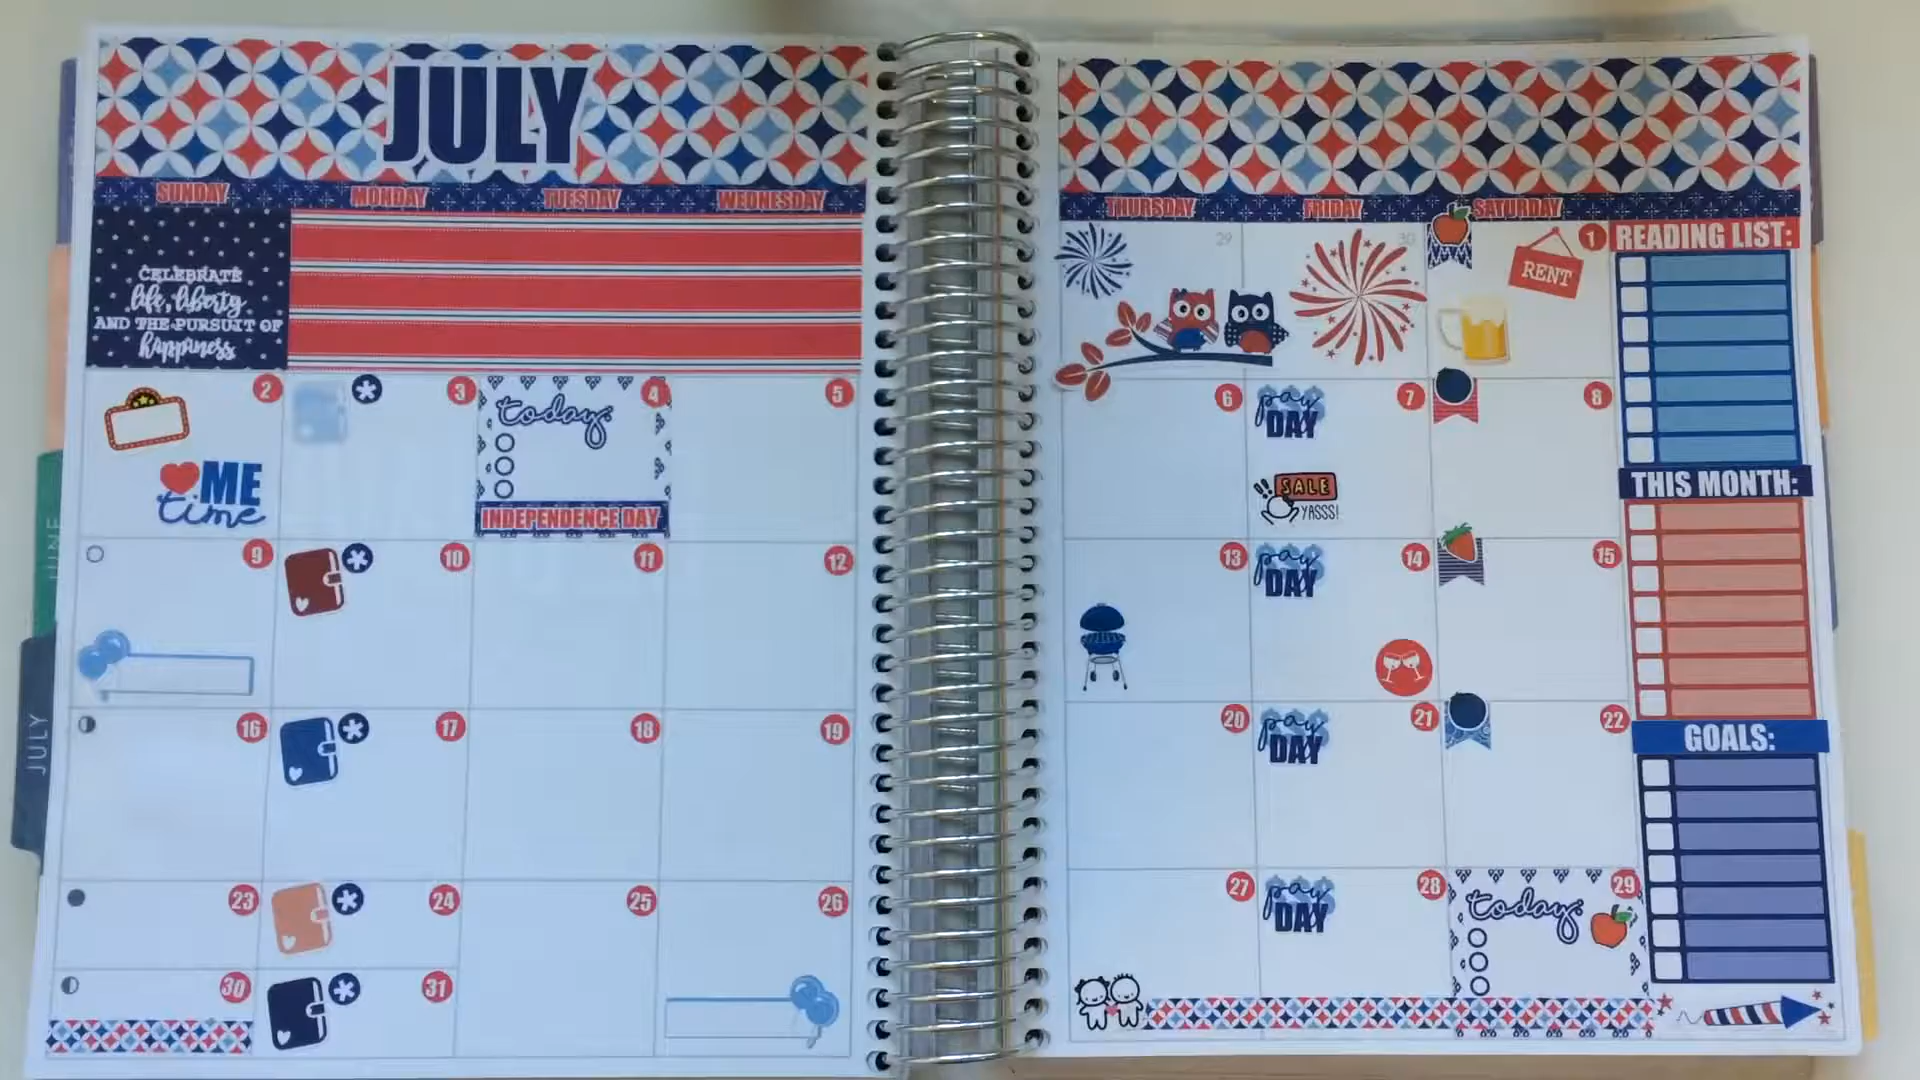 JULY
SUNDAY MONDAY TUESDAY WEDNESDAY
THURSDAY FRIDAY SATURDAY
CELEBRATE
life, liberty
AND THE PURSUIT OF
happiness
29 30 1
RENT
READING LIST:
2 3 4 5
today:
ME
time
INDEPENDENCE DAY
6 7 8
pay
DAY
SALE
YASSS!
THIS MONTH:
9 10 11 12
13 14 15
pay
DAY
16 17 18 19
20 21 22
pay
DAY
GOALS:
23 24 25 26
27 28 29
pay
DAY
today:
30 31
JUNE
JULY